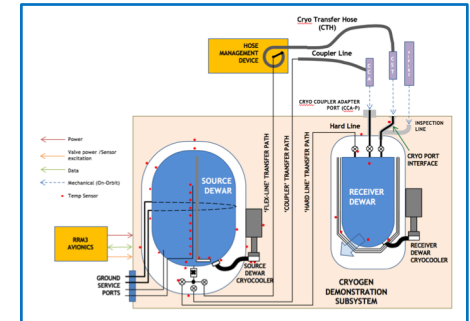 Cryo Transfer Hose
(CTH)
HOSE
MANAGEMENT
DEVICE
Coupler Line
CRYO COUPLER ADAPTER
PORT (CCA-P)
Hard Line
INSPECTION
LINE
CRYO PORT
INTERFACE
Power
Valve power /Sensor
excitation
Data
Mechanical (On-Orbit)
Temp Sensor
'FLEX-LINE' TRANSFER PATH
'COUPLER' TRANSFER PATH
'HARD LINE' TRANSFER PATH
SOURCE
DEWAR
RECEIVER
DEWAR
RRM3
AVIONICS
GROUND
SERVICE
PORTS
SOURCE
DEWAR
CRYOCOOLER
RECEIVER
DEWAR
CRYOCOOLER
CRYOGEN
DEMONSTRATION
SUBSYSTEM